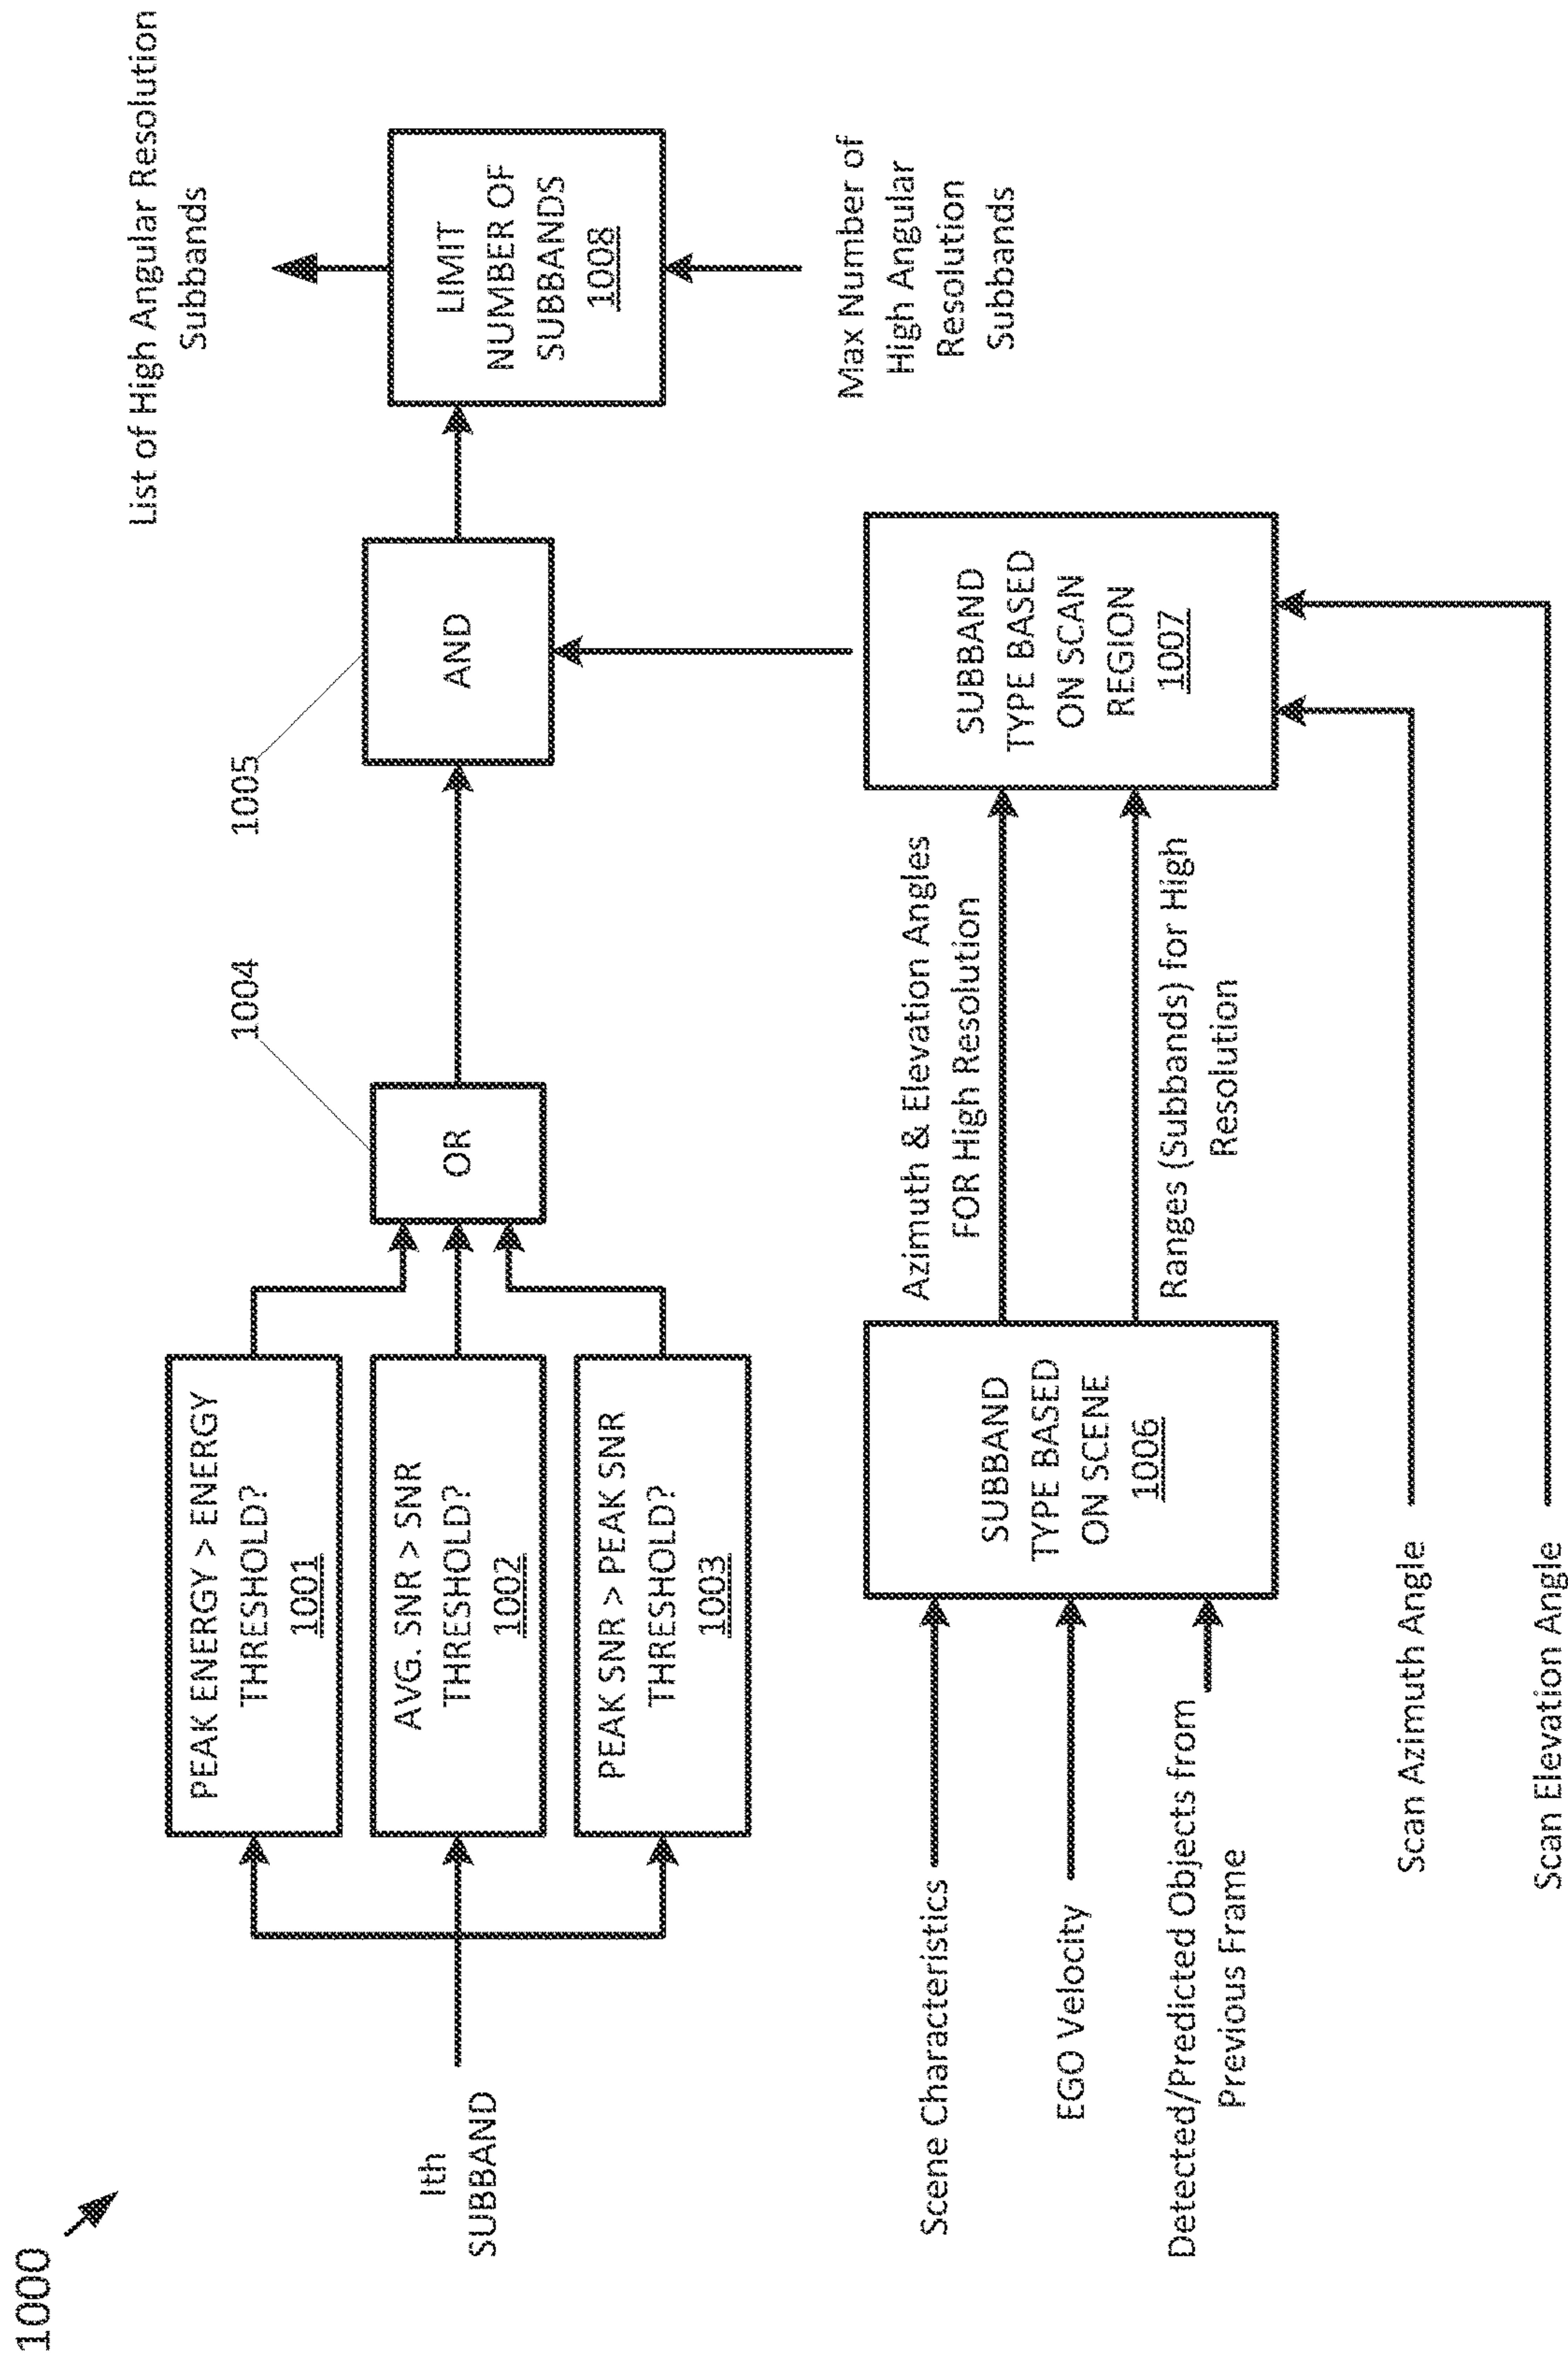 1000
Ith
SUBBAND
PEAK ENERGY > ENERGY
THRESHOLD?
1001
AVG. SNR > SNR
THRESHOLD?
1002
PEAK SNR > PEAK SNR
THRESHOLD?
1003
1004
OR
1005
AND
List of High Angular Resolution
Subbands
LIMIT
NUMBER OF
SUBBANDS
1008
Max Number of
High Angular
Resolution
Subbands
Scene Characteristics
EGO Velocity
Detected/Predicted Objects from
Previous Frame
SUBBAND
TYPE BASED
ON SCENE
1006
Azimuth & Elevation Angles
FOR High Resolution
Ranges (Subbands) for High
Resolution
SUBBAND
TYPE BASED
ON SCAN
REGION
1007
Scan Azimuth Angle
Scan Elevation Angle